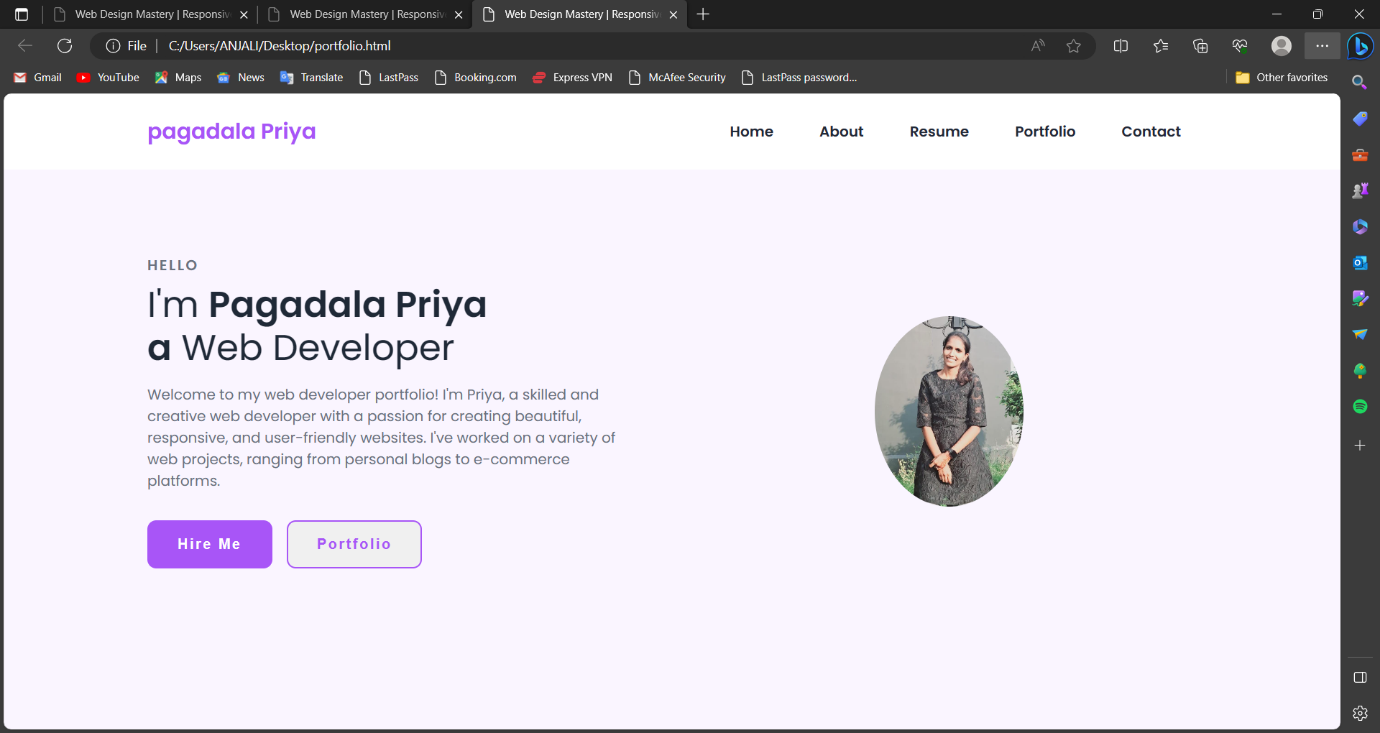 Web Design Mastery | Responsiv
Web Design Mastery | Responsiv
Web Design Mastery | Responsiv
File | C:/Users/ANJALI/Desktop/portfolio.html
Gmail YouTube Maps News Translate LastPass Booking.com Express VPN McAfee Security LastPass password... Other favorites
pagadala Priya Home About Resume Portfolio Contact
HELLO
I'm Pagadala Priya
a Web Developer
Welcome to my web developer portfolio! I'm Priya, a skilled and
creative web developer with a passion for creating beautiful,
responsive, and user-friendly websites. I've worked on a variety of
web projects, ranging from personal blogs to e-commerce
platforms.
Hire Me Portfolio